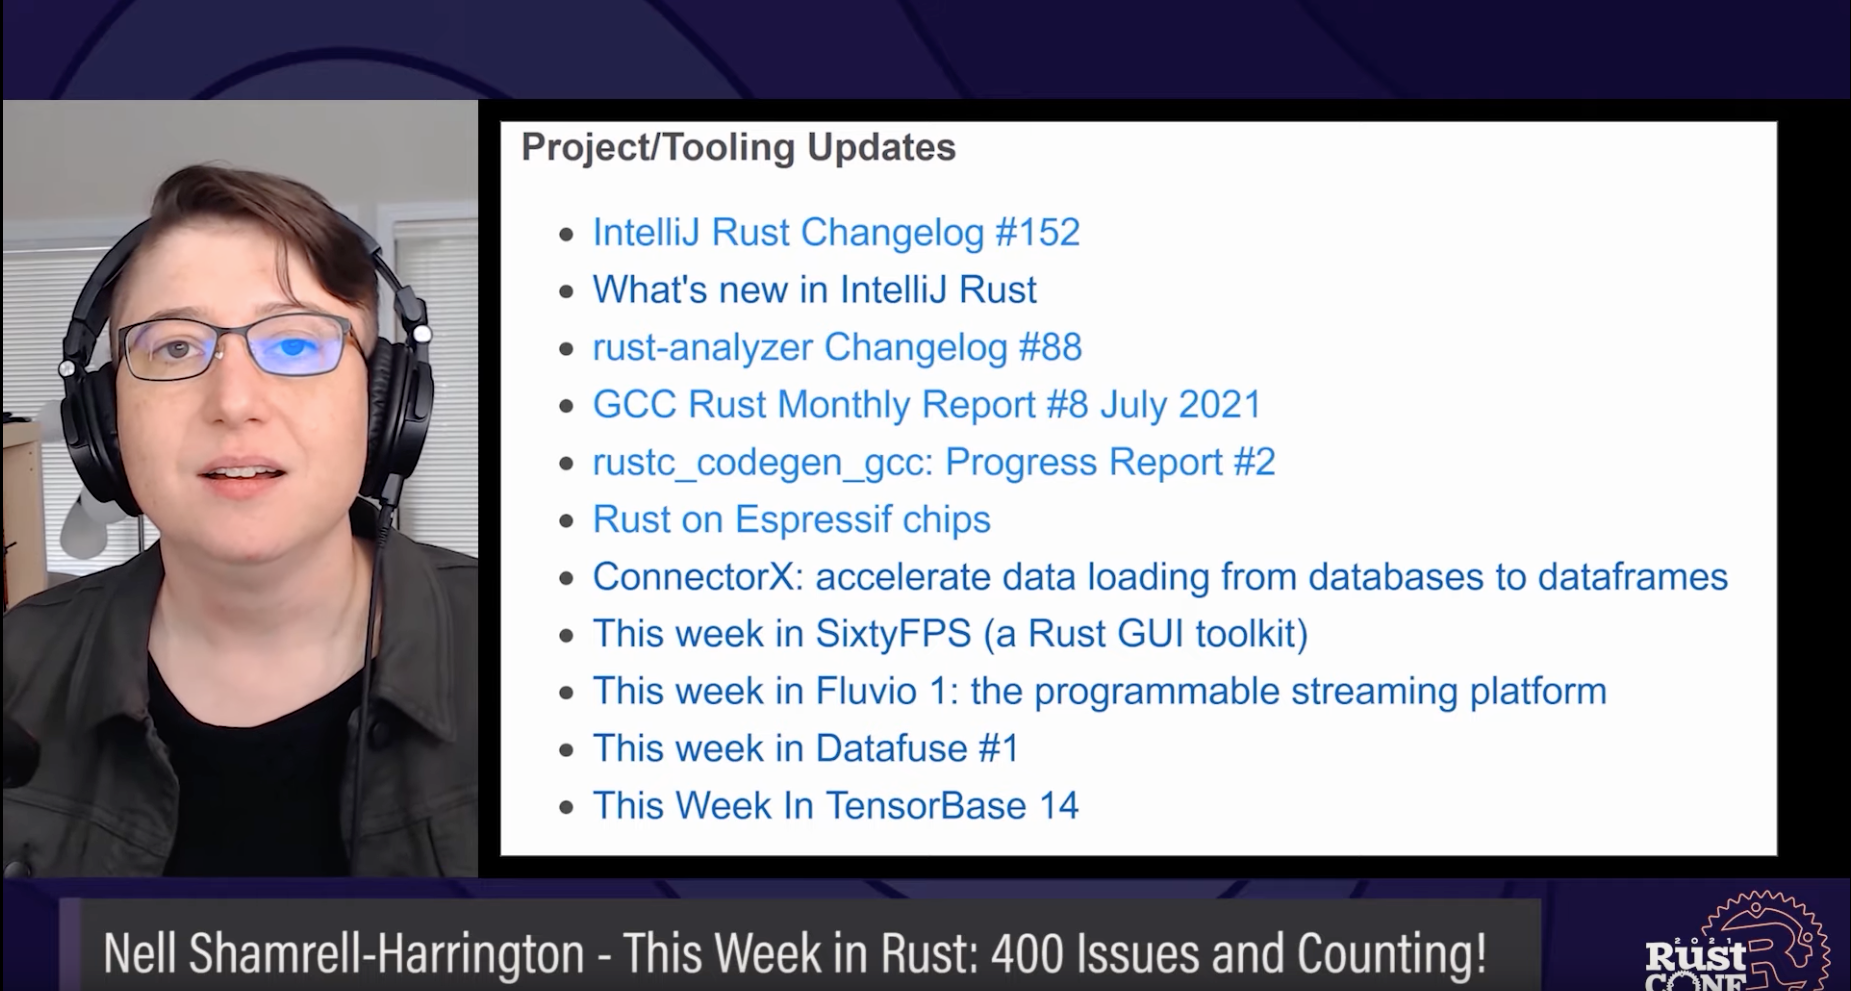 Project/Tooling Updates
IntelliJ Rust Changelog #152
What's new in IntelliJ Rust
rust-analyzer Changelog #88
GCC Rust Monthly Report #8 July 2021
rustc_codegen_gcc: Progress Report #2
Rust on Espressif chips
ConnectorX: accelerate data loading from databases to dataframes
This week in SixtyFPS (a Rust GUI toolkit)
This week in Fluvio 1: the programmable streaming platform
This week in Datafuse #1
This Week In TensorBase 14
Nell Shamrell-Harrington - This Week in Rust: 400 Issues and Counting!
2021
Rust
CONF